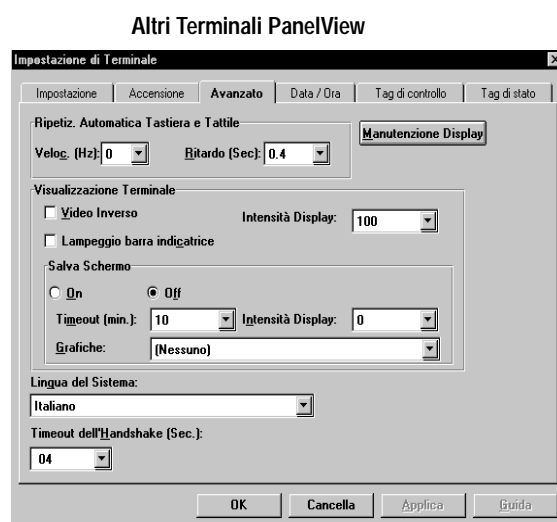 Altri Terminali PanelView
Impostazione di Terminale
Impostazione Accensione Avanzato Data / Ora Tag di controllo Tag di stato
Ripetiz. Automatica Tastiera e Tattile
Manutenzione Display
Veloc. (Hz): 0 Ritardo (Sec): 0.4
Visualizzazione Terminale
Video Inverso Intensità Display: 100
Lampeggio barra indicatrice
Salva Schermo
On Off
Timeout (min.): 10 Intensità Display: 0
Grafiche: (Nessuno)
Lingua del Sistema:
Italiano
Timeout dell'Handshake (Sec.):
04
OK Cancella Applica Guida